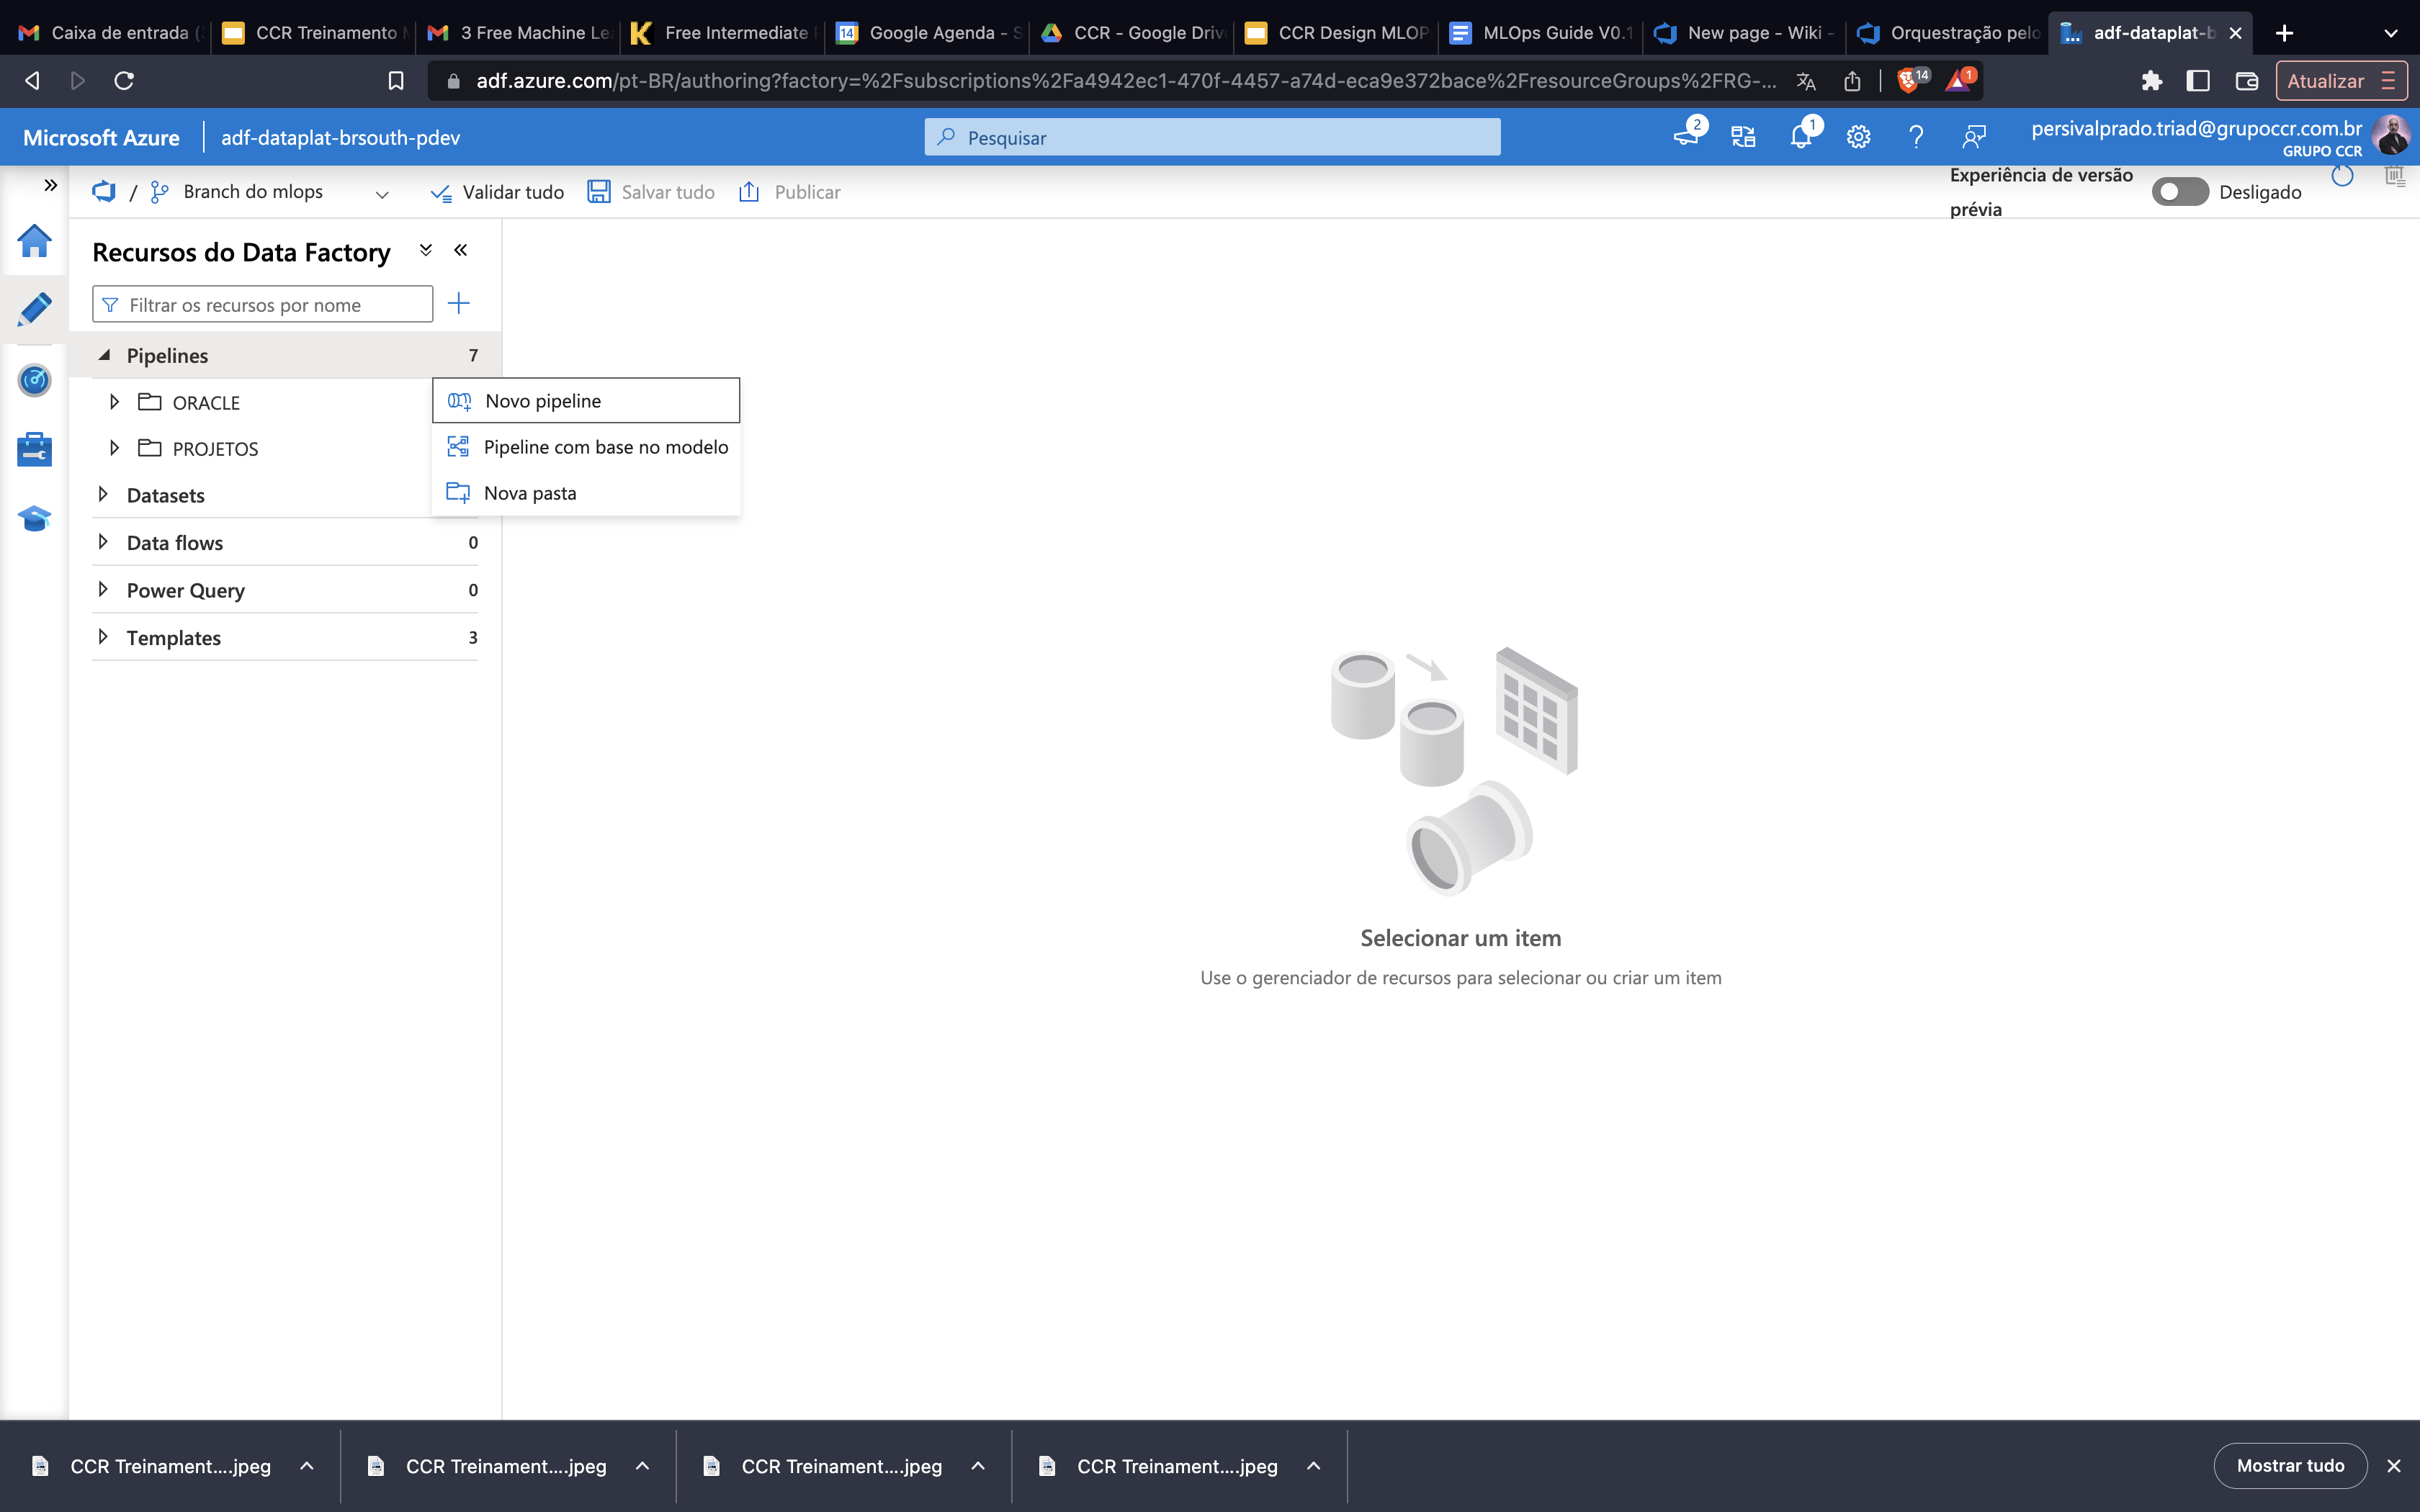 Caixa de entrada (
CCR Treinamento M
3 Free Machine Le
Free Intermediate
Google Agenda - S
CCR - Google Driv
CCR Design MLOP
MLOps Guide V0.1
New page - Wiki -
Orquestração pelo
adf-dataplat-b
adf.azure.com/pt-BR/authoring?factory=%2Fsubscriptions%2Fa4942ec1-470f-4457-a74d-eca9e372bace%2FresourceGroups%2FRG-...
14
1
Atualizar
Microsoft Azure
adf-dataplat-brsouth-pdev
Pesquisar
2
1
persivalprado.triad@grupoccr.com.br
GRUPO CCR
/
Branch do mlops
Validar tudo
Salvar tudo
Publicar
Experiência de versão
prévia
Desligado
Recursos do Data Factory
Filtrar os recursos por nome
Pipelines 7
ORACLE
PROJETOS
Novo pipeline
Pipeline com base no modelo
Nova pasta
Datasets
Data flows 0
Power Query 0
Templates 3
Selecionar um item
Use o gerenciador de recursos para selecionar ou criar um item
CCR Treinament....jpeg
CCR Treinament....jpeg
CCR Treinament....jpeg
CCR Treinament....jpeg
Mostrar tudo